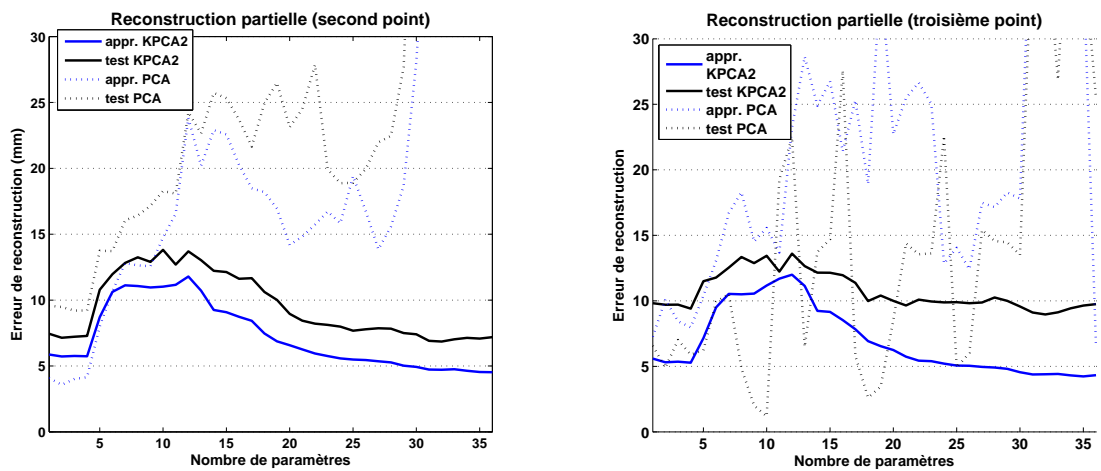 Reconstruction partielle (second point)
30
25
20
15
10
5
0
Erreur de reconstruction (mm)
appr. KPCA2
test KPCA2
appr. PCA
test PCA
5 10 15 20 25 30 35
Nombre de paramètres
Reconstruction partielle (troisième point)
30
25
20
15
10
5
0
Erreur de reconstruction
appr.
KPCA2
test KPCA2
appr. PCA
test PCA
5 10 15 20 25 30 35
Nombre de paramètres